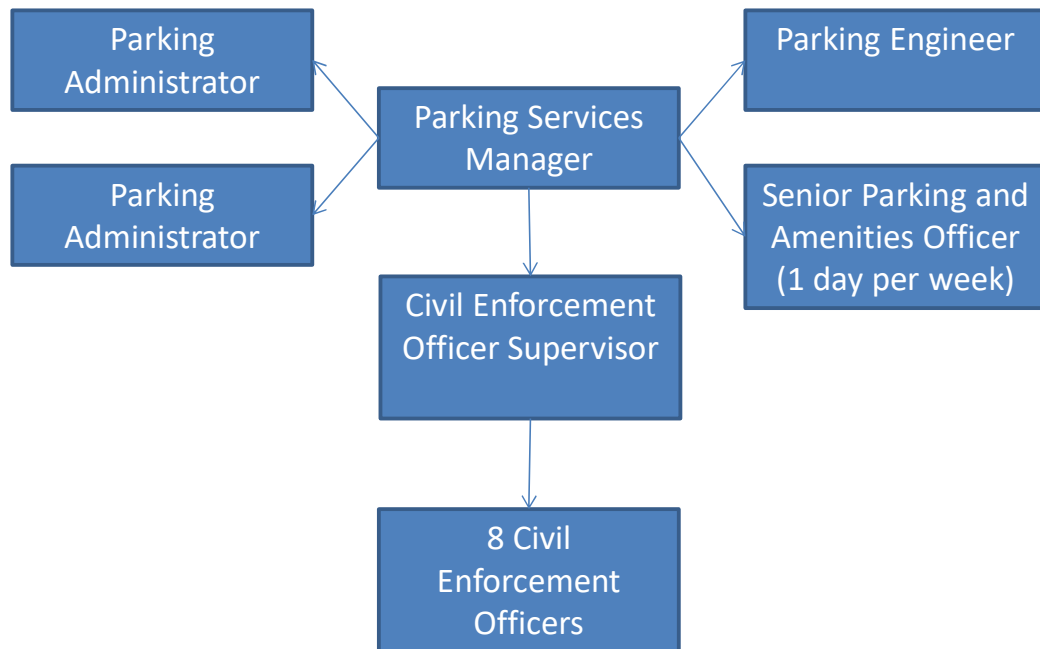 Parking
Administrator
Parking Engineer
Parking Services
Manager
Parking
Administrator
Senior Parking and
Amenities Officer
(1 day per week)
Civil Enforcement
Officer Supervisor
8 Civil
Enforcement
Officers